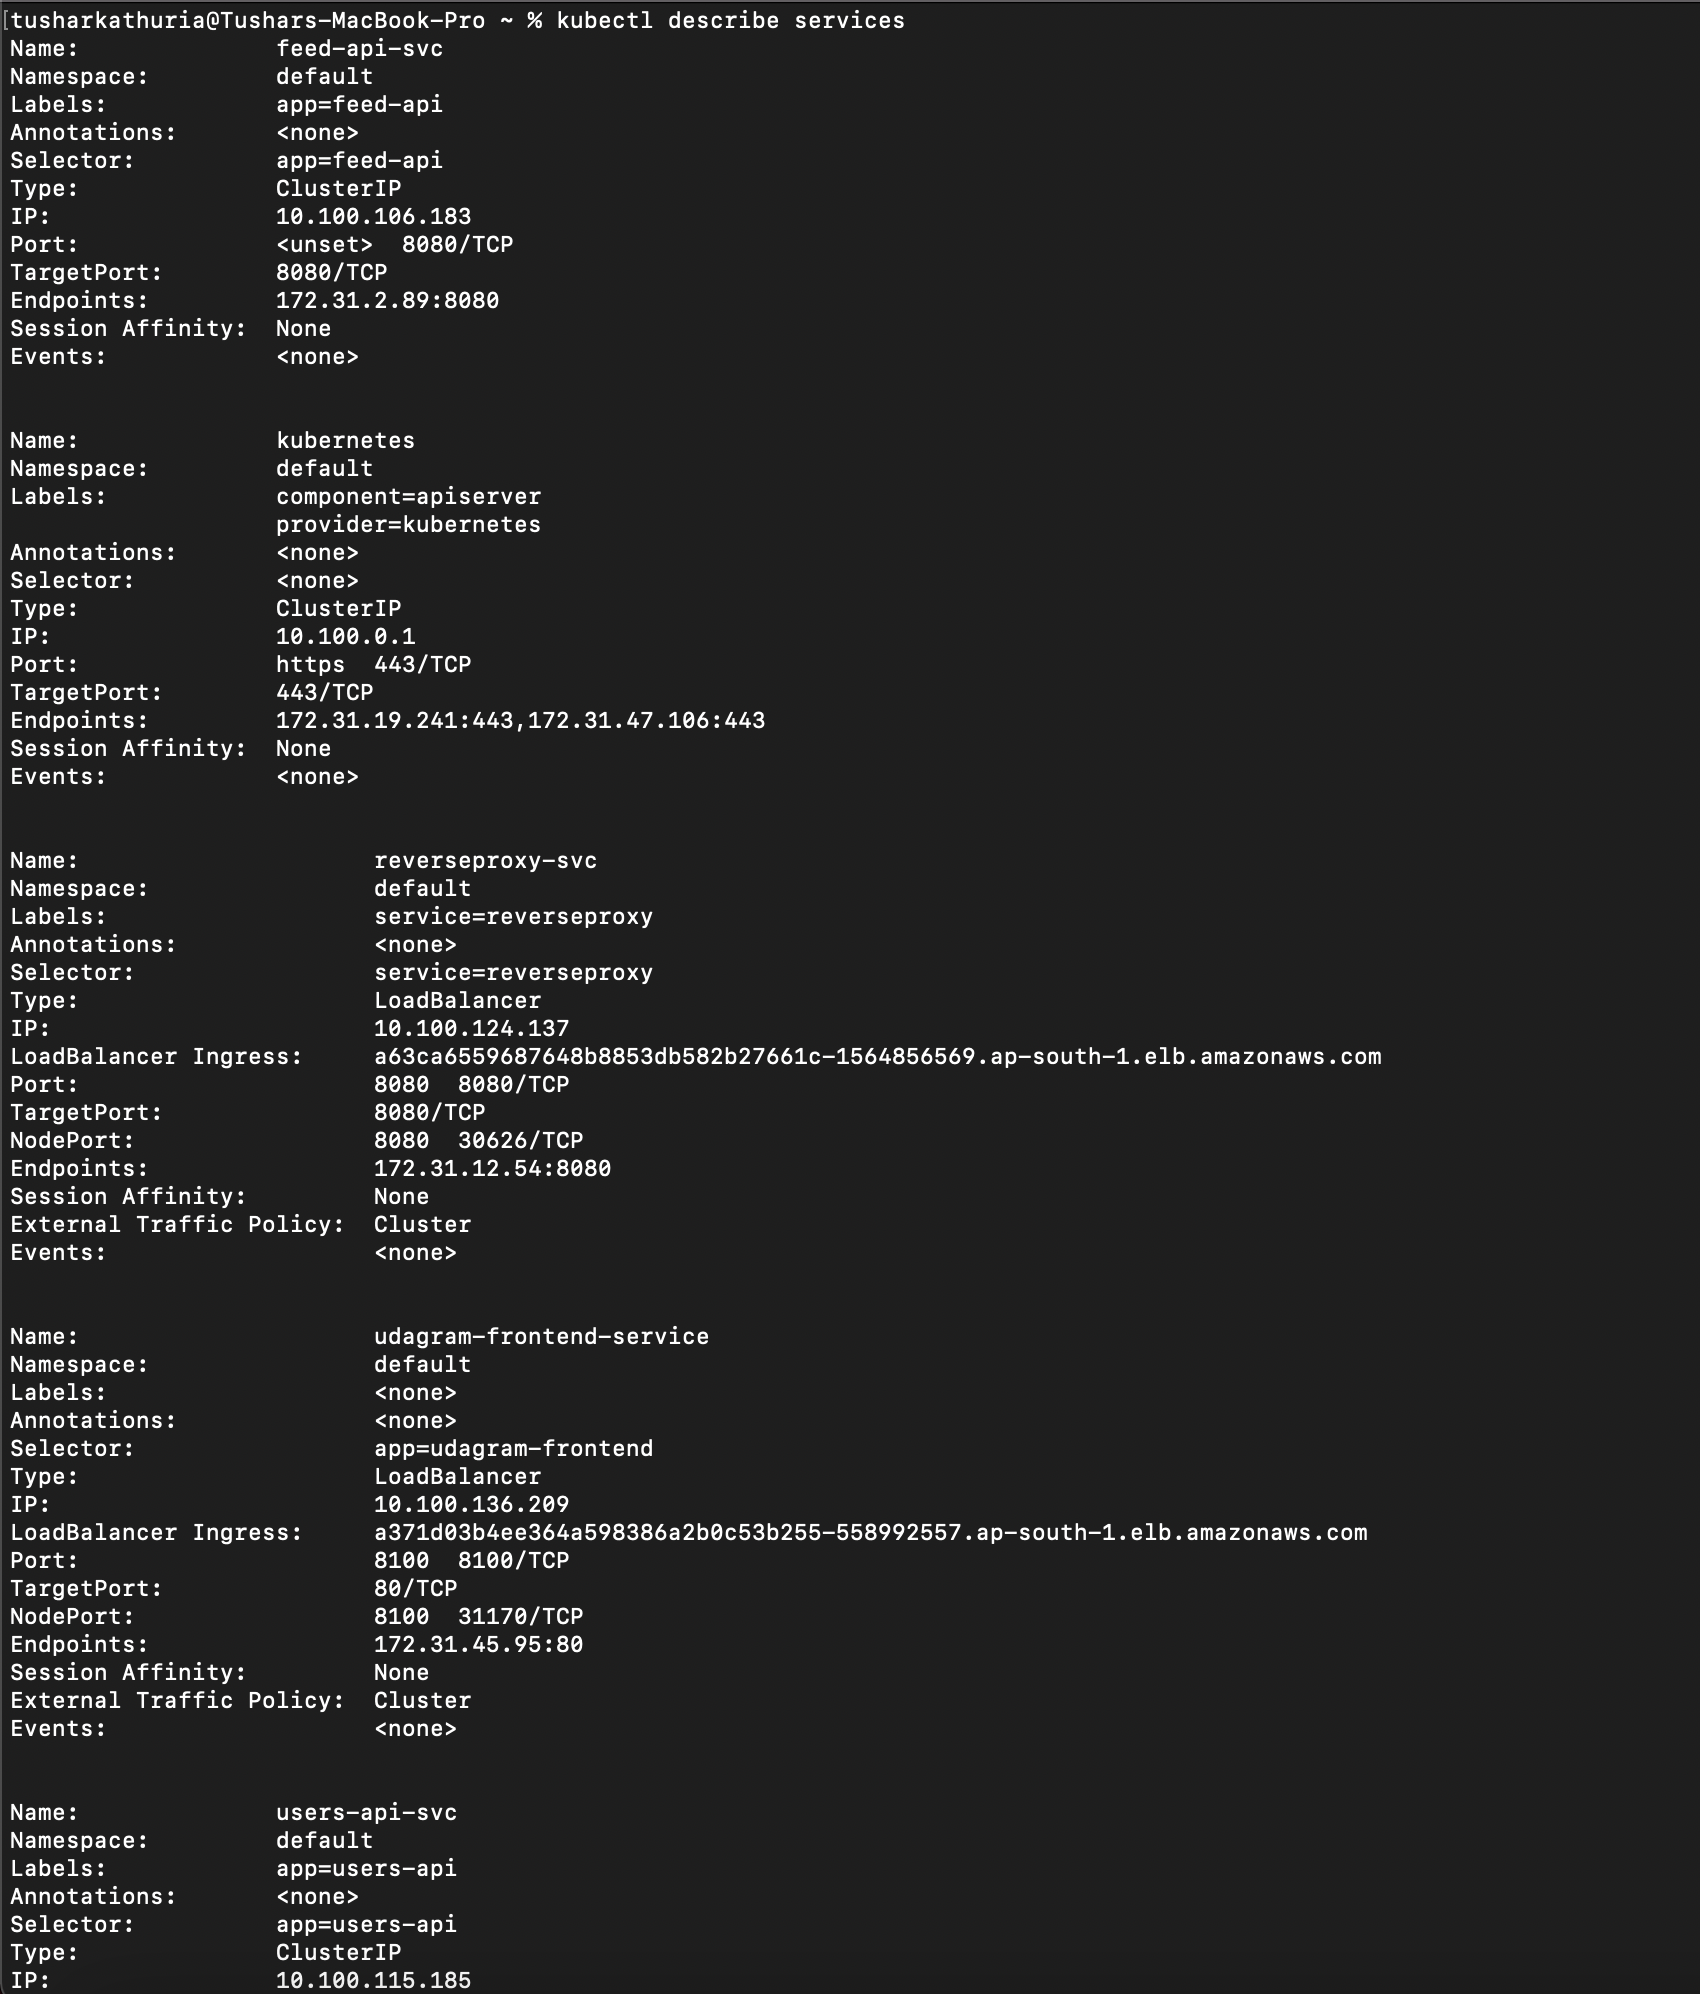 [tusharkathuria@Tushars-MacBook-Pro ~ % kubectl describe services
Name:              feed-api-svc
Namespace:         default
Labels:            app=feed-api
Annotations:       <none>
Selector:          app=feed-api
Type:              ClusterIP
IP:                10.100.106.183
Port:              <unset>  8080/TCP
TargetPort:        8080/TCP
Endpoints:         172.31.2.89:8080
Session Affinity:  None
Events:            <none>
Name:              kubernetes
Namespace:         default
Labels:            component=apiserver
                   provider=kubernetes
Annotations:       <none>
Selector:          <none>
Type:              ClusterIP
IP:                10.100.0.1
Port:              https  443/TCP
TargetPort:        443/TCP
Endpoints:         172.31.19.241:443,172.31.47.106:443
Session Affinity:  None
Events:            <none>
Name:                     reverseproxy-svc
Namespace:                default
Labels:                   service=reverseproxy
Annotations:              <none>
Selector:                 service=reverseproxy
Type:                     LoadBalancer
IP:                       10.100.124.137
LoadBalancer Ingress:     a63ca6559687648b8853db582b27661c-1564856569.ap-south-1.elb.amazonaws.com
Port:                     8080  8080/TCP
TargetPort:               8080/TCP
NodePort:                 8080  30626/TCP
Endpoints:                172.31.12.54:8080
Session Affinity:         None
External Traffic Policy:  Cluster
Events:                   <none>
Name:                     udagram-frontend-service
Namespace:                default
Labels:                   <none>
Annotations:              <none>
Selector:                 app=udagram-frontend
Type:                     LoadBalancer
IP:                       10.100.136.209
LoadBalancer Ingress:     a371d03b4ee364a598386a2b0c53b255-558992557.ap-south-1.elb.amazonaws.com
Port:                     8100  8100/TCP
TargetPort:               80/TCP
NodePort:                 8100  31170/TCP
Endpoints:                172.31.45.95:80
Session Affinity:         None
External Traffic Policy:  Cluster
Events:                   <none>
Name:              users-api-svc
Namespace:         default
Labels:            app=users-api
Annotations:       <none>
Selector:          app=users-api
Type:              ClusterIP
IP:                10.100.115.185